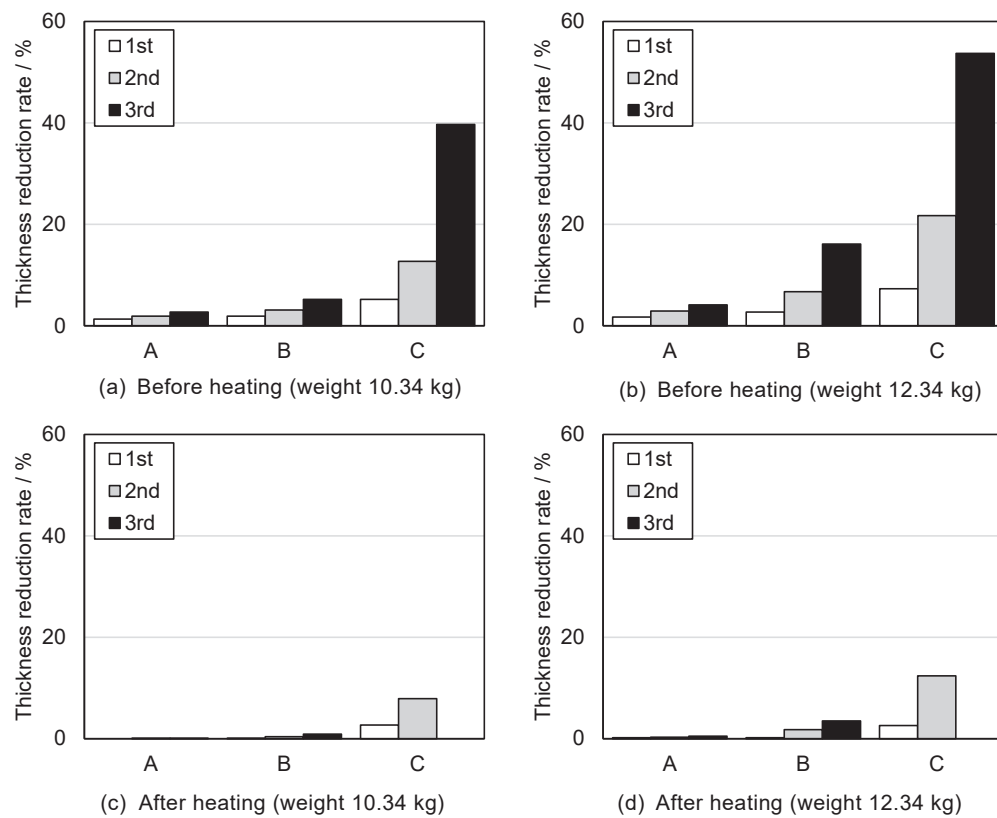 60
40
20
0
Thickness reduction rate / %
1st
2nd
3rd
A B C
(a) Before heating (weight 10.34 kg)
60
40
20
0
Thickness reduction rate / %
1st
2nd
3rd
A B C
(b) Before heating (weight 12.34 kg)
60
40
20
0
Thickness reduction rate / %
1st
2nd
3rd
A B C
(c) After heating (weight 10.34 kg)
60
40
20
0
Thickness reduction rate / %
1st
2nd
3rd
A B C
(d) After heating (weight 12.34 kg)